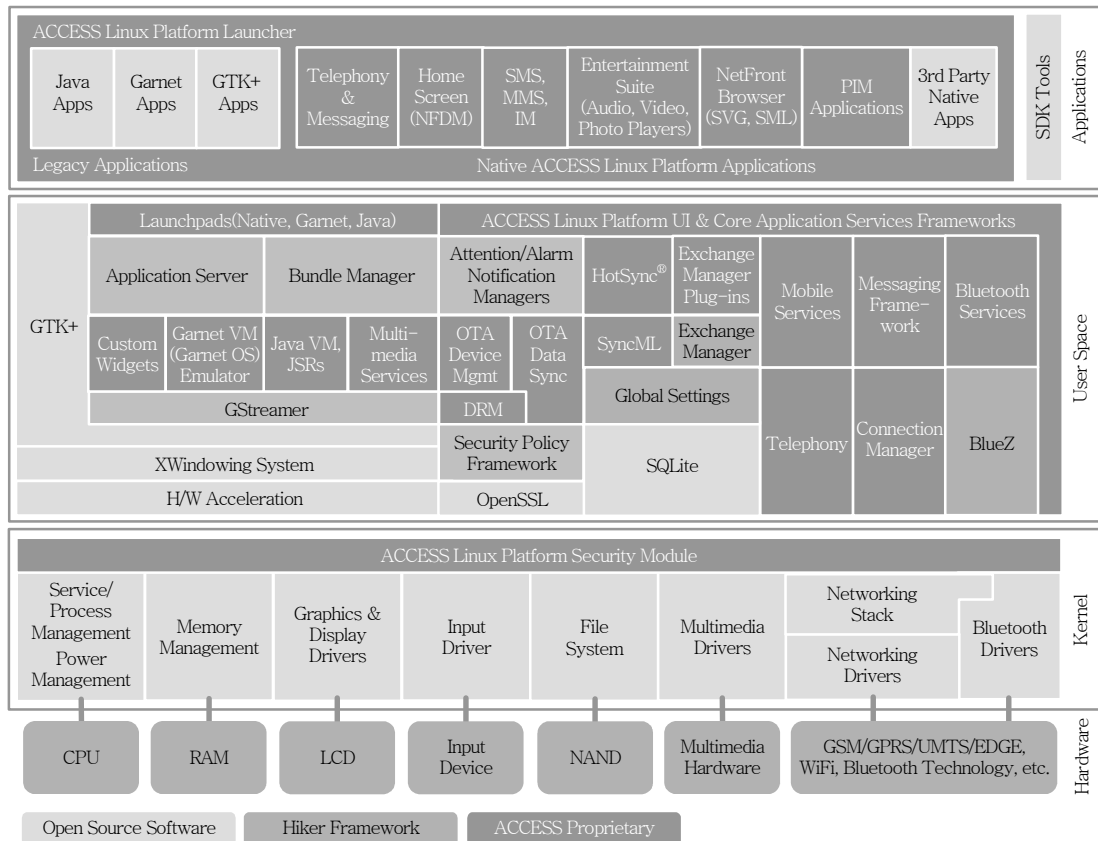 ACCESS Linux Platform Launcher
Java
Apps
Garnet
Apps
GTK+
Apps
Telephony
&
Messaging
Home
Screen
(NFDM)
SMS,
MMS,
IM
Entertainment
Suite
(Audio, Video,
Photo Players)
NetFront
Browser
(SVG, SML)
PIM
Applications
3rd Party
Native
Apps
Legacy Applications
Native ACCESS Linux Platform Applications
SDK Tools
Applications
GTK+
Launchpads(Native, Garnet, Java)
ACCESS Linux Platform UI & Core Application Services Frameworks
Application Server
Bundle Manager
Attention/Alarm
Notification
Managers
HotSync®
Exchange
Manager
Plug-ins
Mobile
Services
Messaging
Frame-
work
Bluetooth
Services
Custom
Widgets
Garnet VM
(Garnet OS)
Emulator
Java VM,
JSRs
Multi-
media
Services
OTA
Device
Mgmt
OTA
Data
Sync
SyncML
Exchange
Manager
GStreamer
DRM
Global Settings
Security Policy
Framework
SQLite
Telephony
Connection
Manager
BlueZ
XWindowing System
H/W Acceleration
OpenSSL
User Space
ACCESS Linux Platform Security Module
Service/
Process
Management
Power
Management
Memory
Management
Graphics &
Display
Drivers
Input
Driver
File
System
Multimedia
Drivers
Networking
Stack
Networking
Drivers
Bluetooth
Drivers
Kernel
CPU
RAM
LCD
Input
Device
NAND
Multimedia
Hardware
GSM/GPRS/UMTS/EDGE,
WiFi, Bluetooth Technology, etc.
Hardware
Open Source Software
Hiker Framework
ACCESS Proprietary